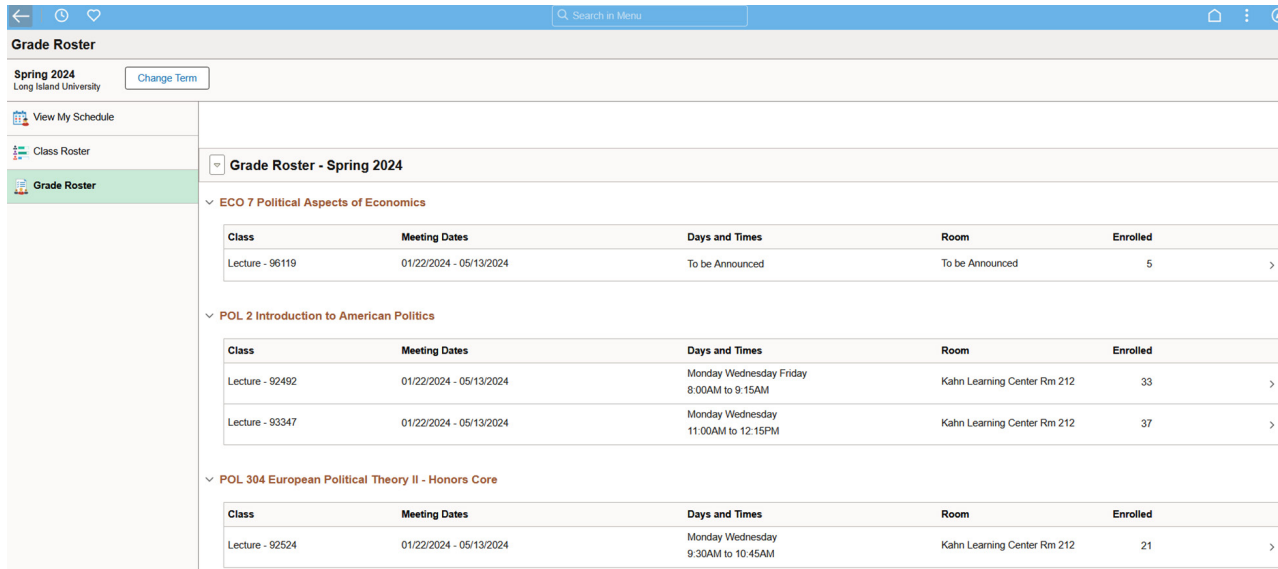 Search in Menu
Grade Roster
Spring 2024
Long Island University
Change Term
View My Schedule
Class Roster
Grade Roster
Grade Roster - Spring 2024
ECO 7 Political Aspects of Economics
Class Meeting Dates Days and Times Room Enrolled
Lecture - 96119 01/22/2024 - 05/13/2024 To be Announced To be Announced 5
POL 2 Introduction to American Politics
Class Meeting Dates Days and Times Room Enrolled
Lecture - 92492 01/22/2024 - 05/13/2024 Monday Wednesday Friday Kahn Learning Center Rm 212 33
8:00AM to 9:15AM
Lecture - 93347 01/22/2024 - 05/13/2024 Monday Wednesday Kahn Learning Center Rm 212 37
11:00AM to 12:15PM
POL 304 European Political Theory II - Honors Core
Class Meeting Dates Days and Times Room Enrolled
Lecture - 92524 01/22/2024 - 05/13/2024 Monday Wednesday Kahn Learning Center Rm 212 21
9:30AM to 10:45AM